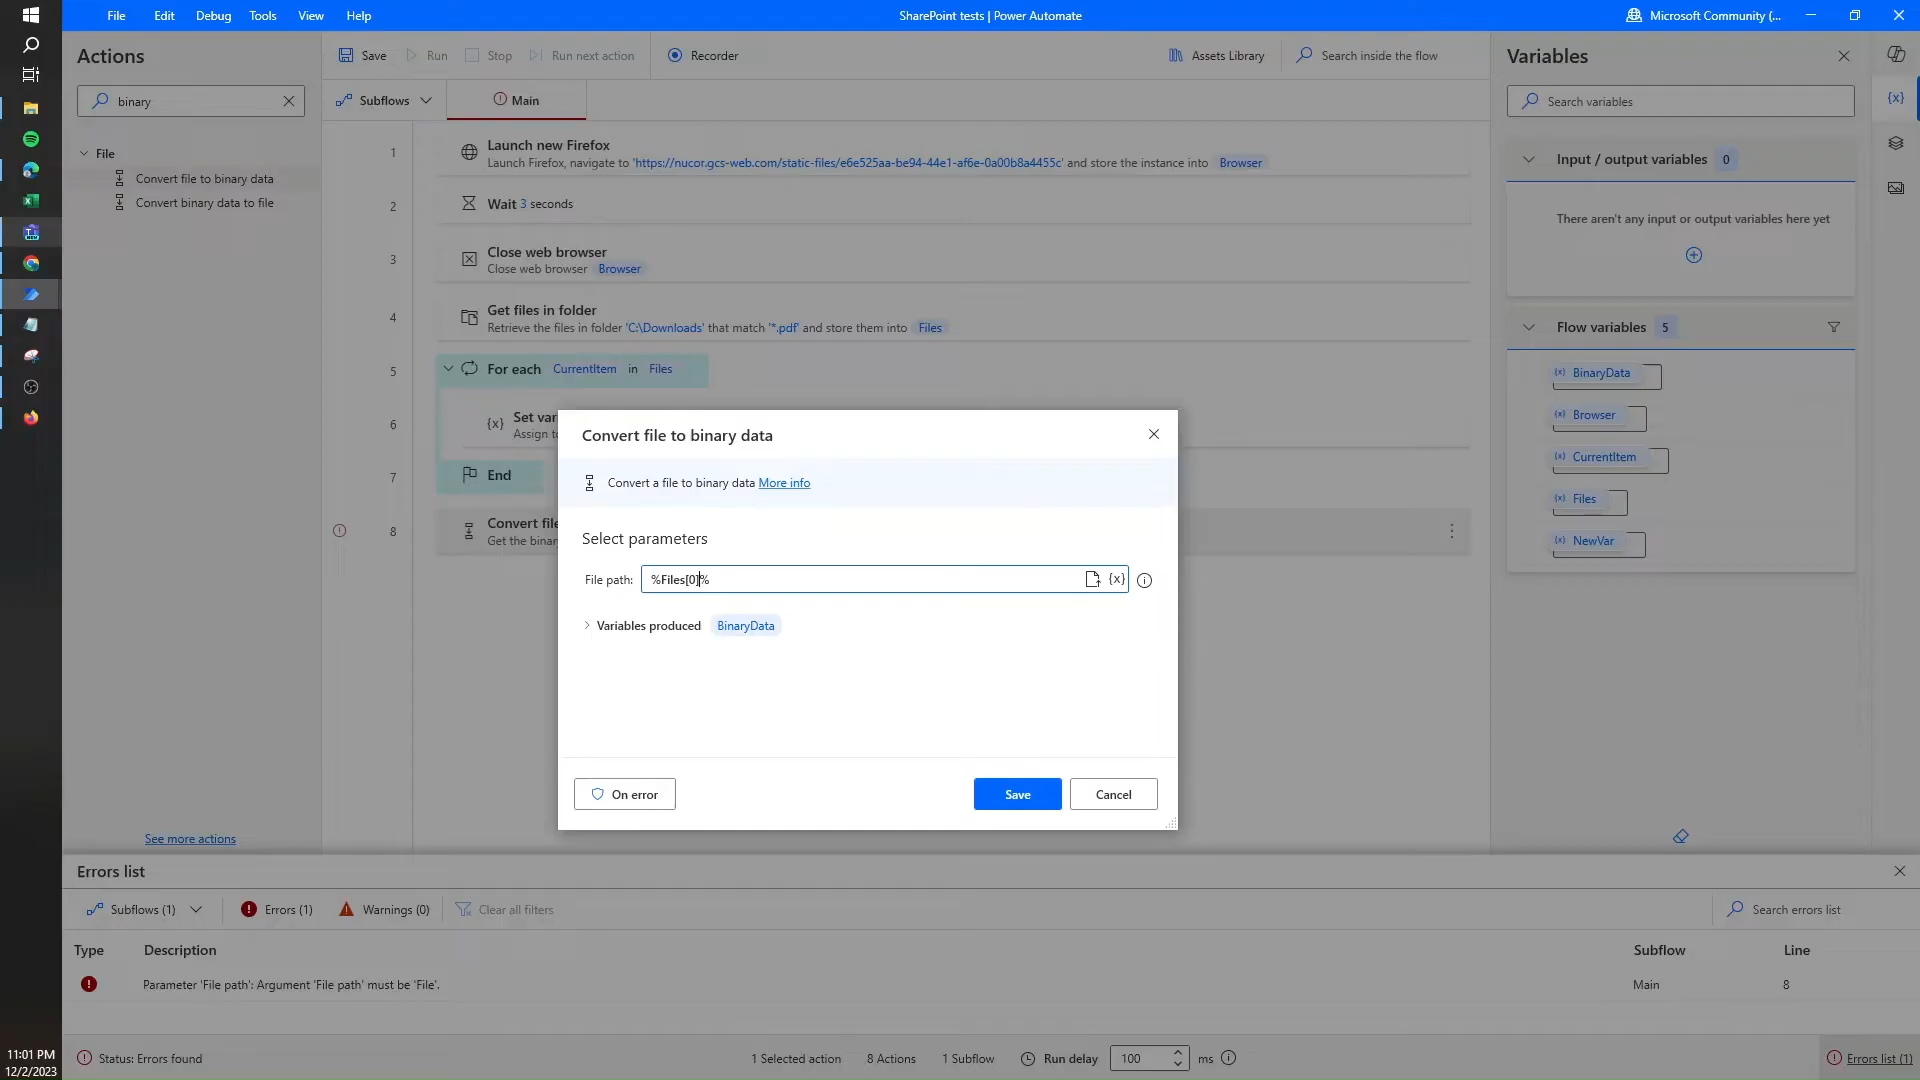 File Edit Debug Tools View Help
SharePoint tests | Power Automate
Microsoft Community (...
Actions
binary
File
Convert file to binary data
Convert binary data to file
See more actions
Save Run Stop Run next action Recorder
Assets Library Search inside the flow
Subflows Main
1 Launch new Firefox
Launch Firefox, navigate to 'https://nucor.gcs-web.com/static-files/e6e525aa-be94-44e1-af6e-0a00b8a4455c' and store the instance into Browser
2 Wait 3 seconds
3 Close web browser
Close web browser Browser
4 Get files in folder
Retrieve the files in folder 'C:\Downloads' that match '*.pdf' and store them into Files
5 For each CurrentItem in Files
6 {x} Set var
Assign to
7 End
8 Convert file
Get the binar
Convert file to binary data
Convert a file to binary data More info
Select parameters
File path: %Files[0]% {x}
Variables produced BinaryData
On error Save Cancel
Variables
Search variables
{x}
Input / output variables 0
There aren't any input or output variables here yet
Flow variables 5
(x) BinaryData
(x) Browser
(x) CurrentItem
(x) Files
(x) NewVar
Errors list
Subflows (1) Errors (1) Warnings (0) Clear all filters Search errors list
Type Description Subflow Line
Parameter 'File path': Argument 'File path' must be 'File'. Main 8
Status: Errors found 1 Selected action 8 Actions 1 Subflow Run delay 100 ms Errors list (1)
11:01 PM
12/2/2023